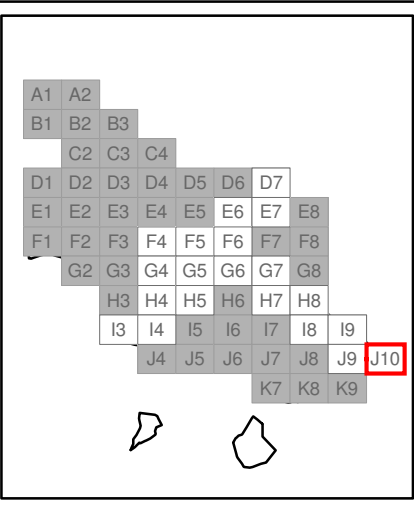 A1 A2
B1 B2 B3
C2 C3 C4
D1 D2 D3 D4 D5 D6 D7
E1 E2 E3 E4 E5 E6 E7 E8
F1 F2 F3 F4 F5 F6 F7 F8
G2 G3 G4 G5 G6 G7 G8
H3 H4 H5 H6 H7 H8
I3 I4 I5 I6 I7 I8 I9
J4 J5 J6 J7 J8 J9 J10
K7 K8 K9